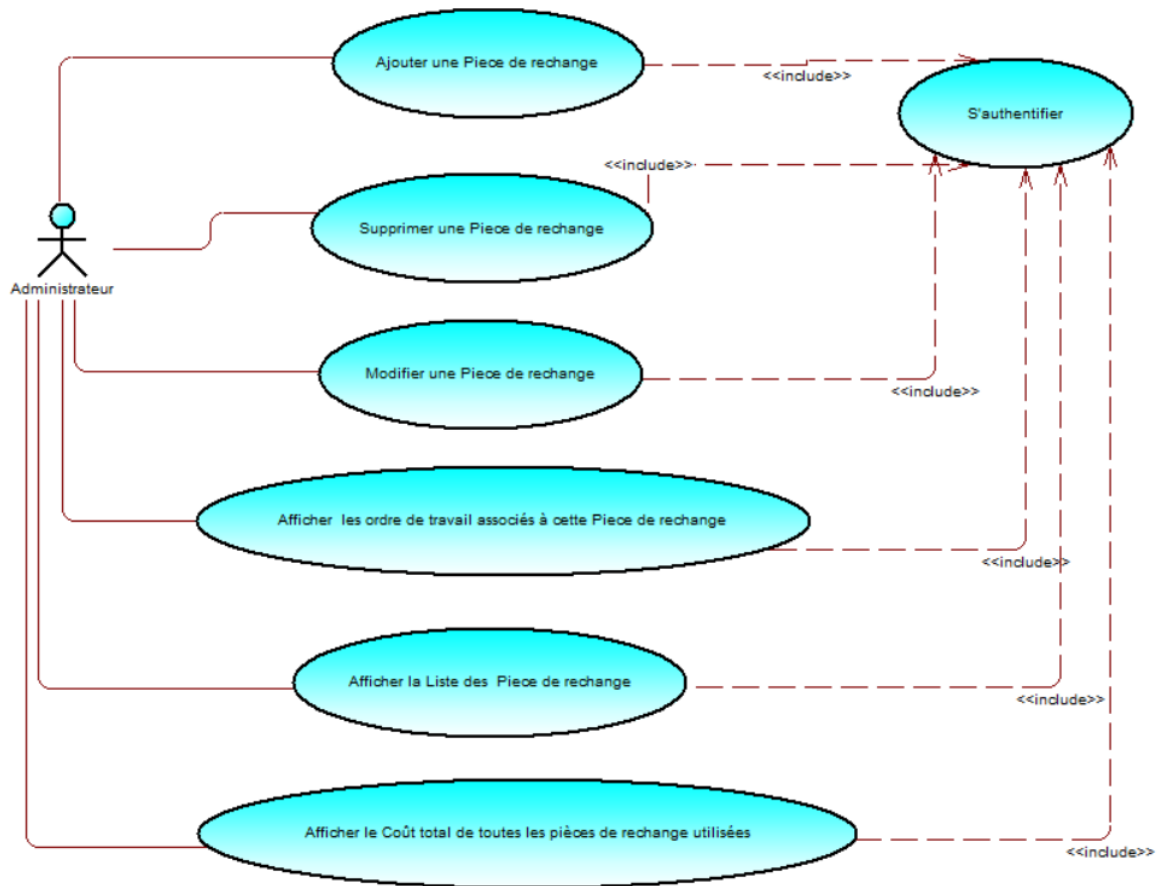 Ajouter une Piece de rechange
<<include>>
S'authentifier
<<include>>
Supprimer une Piece de rechange
Administrateur
Modifier une Piece de rechange
<<include>>
Afficher les ordre de travail associés à cette Piece de rechange
<<include>>
Afficher la Liste des Piece de rechange
<<include>>
Afficher le Coût total de toutes les pièces de rechange utilisées
<<include>>